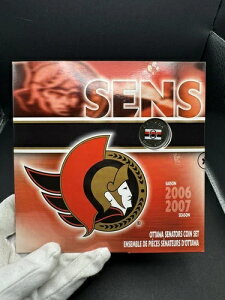 SENS
SAISON
2006
2007
SEASON
OTTAWA SENATORS COIN SET
ENSEMBLE DE PIÈCES SÉNATEURS D'OTTAWA